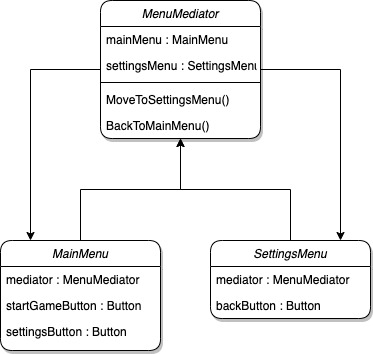 MenuMediator
mainMenu : MainMenu
settingsMenu : SettingsMenu
MoveToSettingsMenu()
BackToMainMenu()
MainMenu
mediator : MenuMediator
startGameButton : Button
settingsButton : Button
SettingsMenu
mediator : MenuMediator
backButton : Button